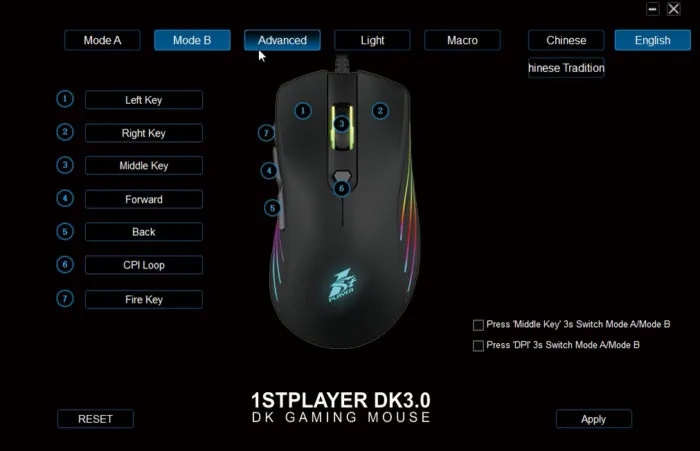 Mode A
Mode B
Advanced
Light
Macro
Chinese
English
hinese Tradition
1 Left Key
2 Right Key
3 Middle Key
4 Forward
5 Back
6 CPI Loop
7 Fire Key
1
2
3
7
4
6
5
1ST
PLAYER
Press 'Middle Key' 3s Switch Mode A/Mode B
Press 'DPI' 3s Switch Mode A/Mode B
1STPLAYER DK3.0
DK GAMING MOUSE
RESET
Apply